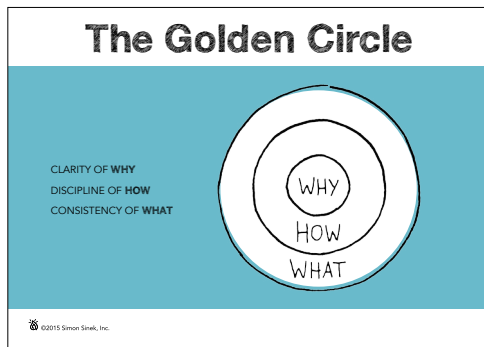 The Golden Circle
CLARITY OF WHY
DISCIPLINE OF HOW
CONSISTENCY OF WHAT
WHY
HOW
WHAT
©2015 Simon Sinek, Inc.